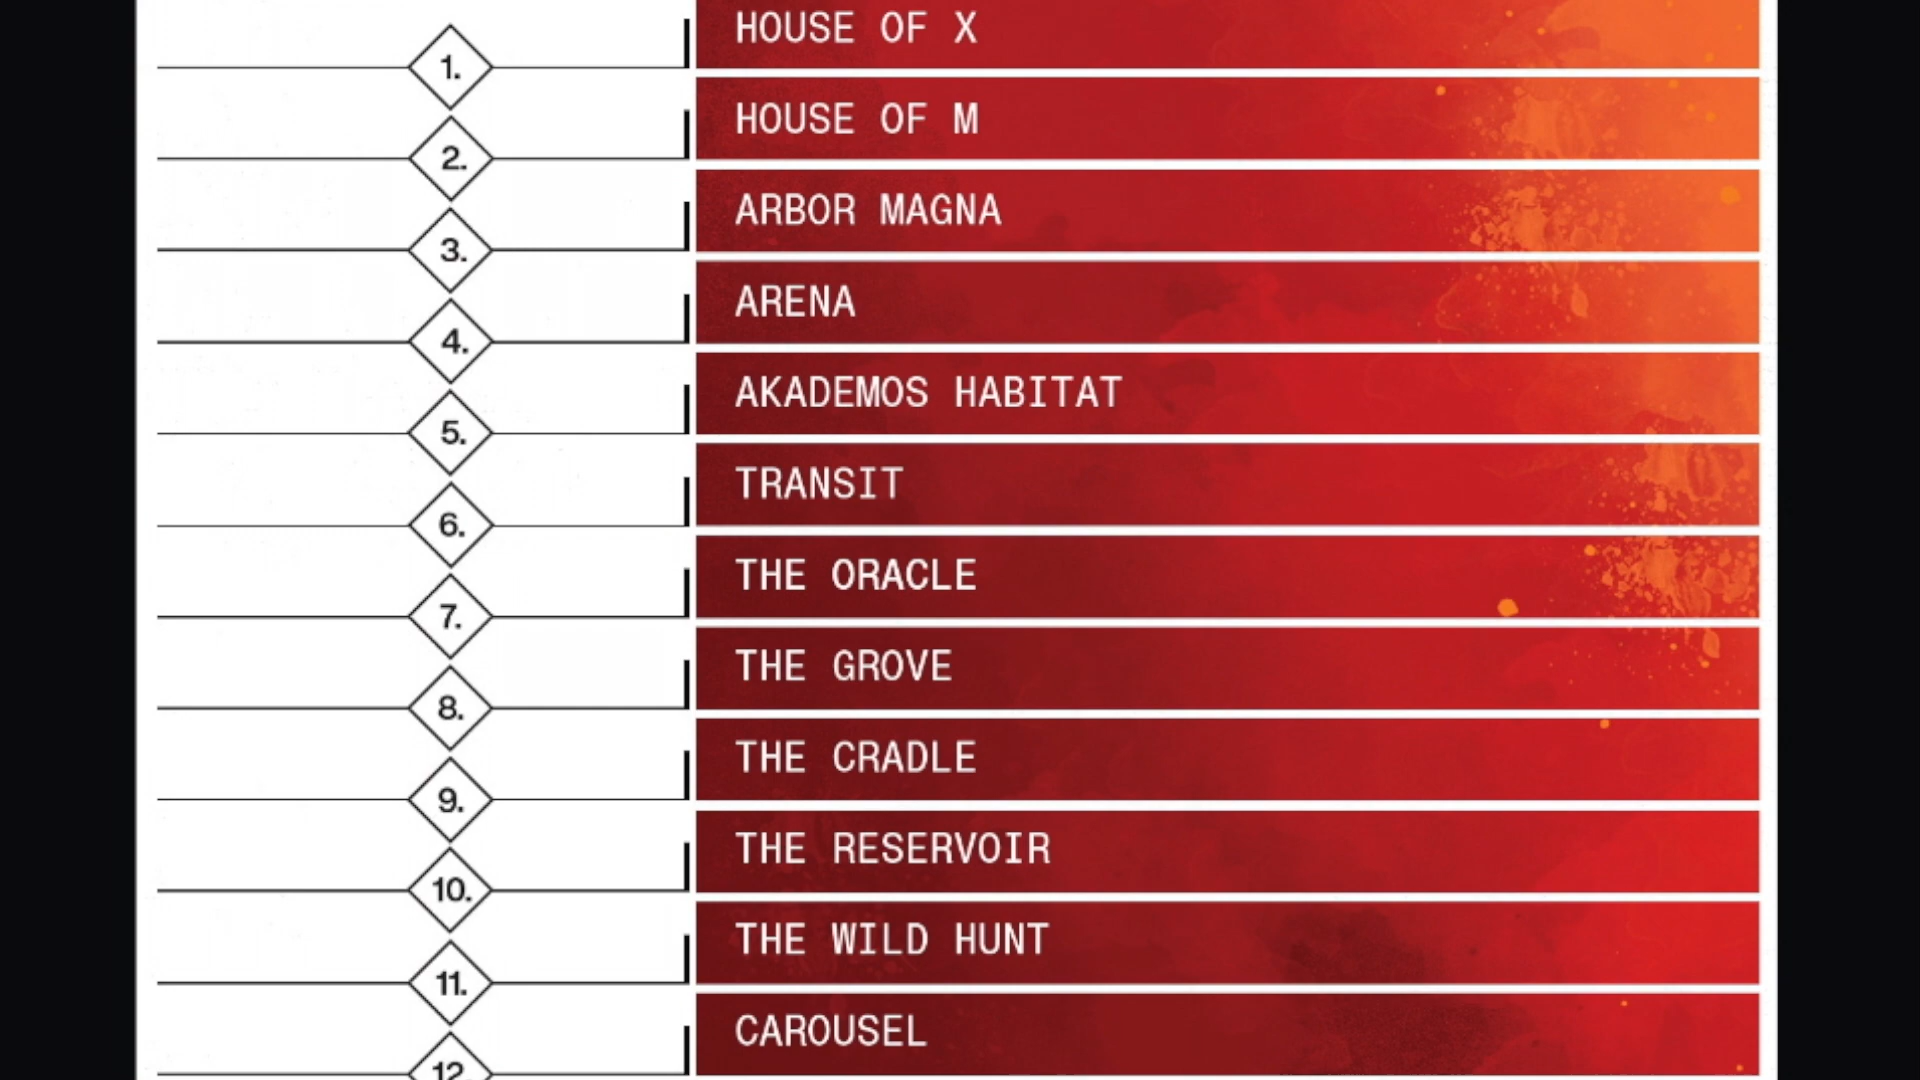 1. HOUSE OF X
2. HOUSE OF M
3. ARBOR MAGNA
4. ARENA
5. AKADEMOS HABITAT
6. TRANSIT
7. THE ORACLE
8. THE GROVE
9. THE CRADLE
10. THE RESERVOIR
11. THE WILD HUNT
12. CAROUSEL